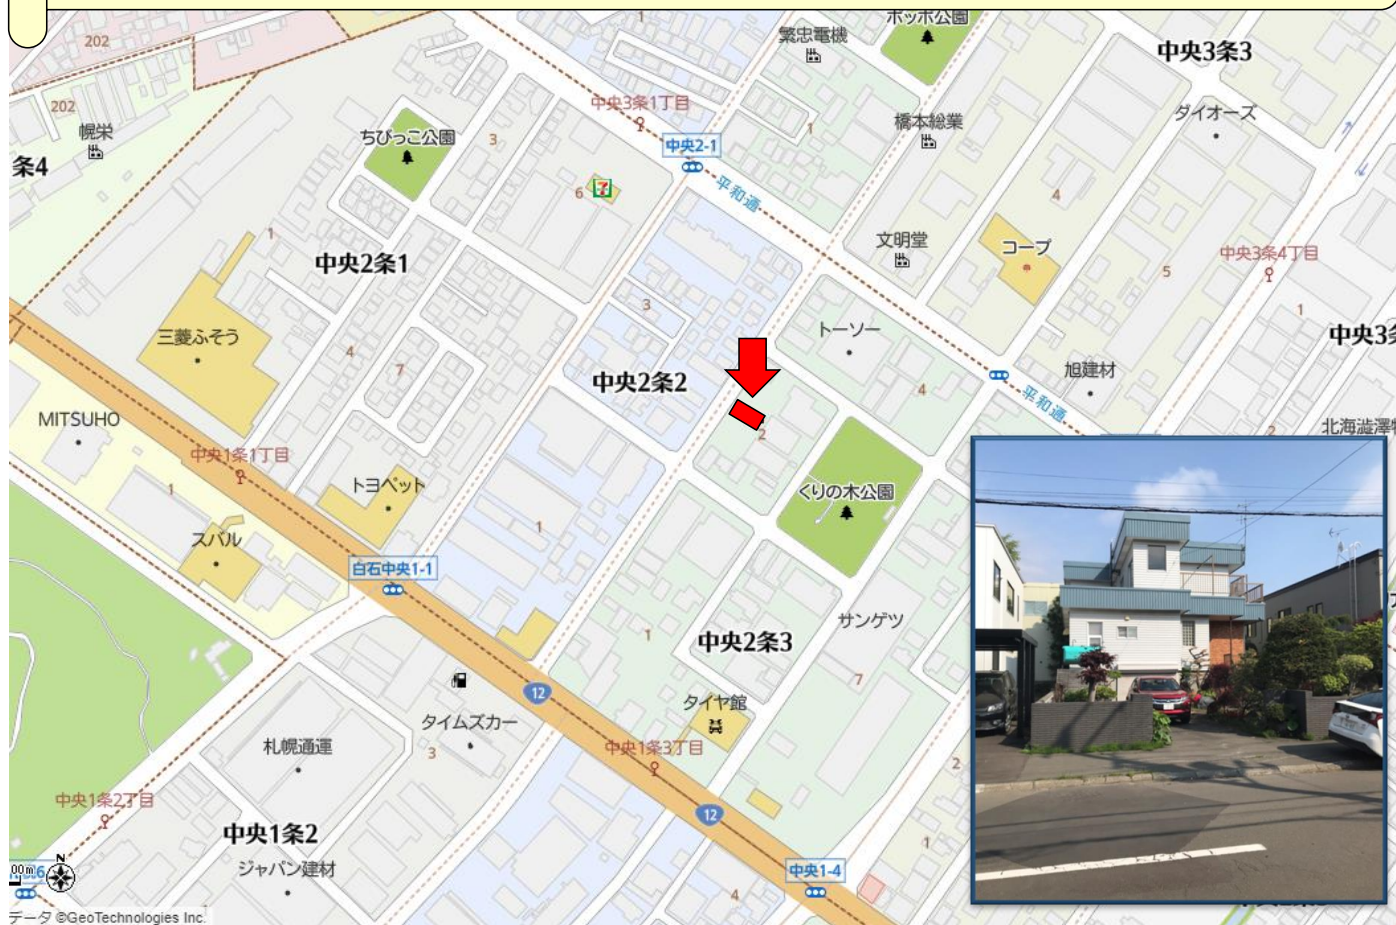 ポッポ公園
1
繁忠電機
202
中央3条3
中央3条1丁目
ダイオーズ
202
橋本総業
幌栄
ちびっこ公園
3
1
中央2-1
条4
6
7
平和通
4
1
文明堂
コープ
中央3条4丁目
中央2条1
5
3
1
トーソー
三菱ふそう
中央3条
4
7
旭建材
中央2条2
4
平和通
MITSUHO
2
2
北海澁澤
中央1条1丁目
トヨペット
くりの木公園
1
1
スバル
白石中央1-1
サンゲツ
1
中央2条3
7
12
タイヤ館
タイムズカー
札幌通運
3
中央1条3丁目
2
中央1条2丁目
12
中央1条2
1
N
00m
6
ジャパン建材
中央1-4
4
データ ©GeoTechnologies Inc.